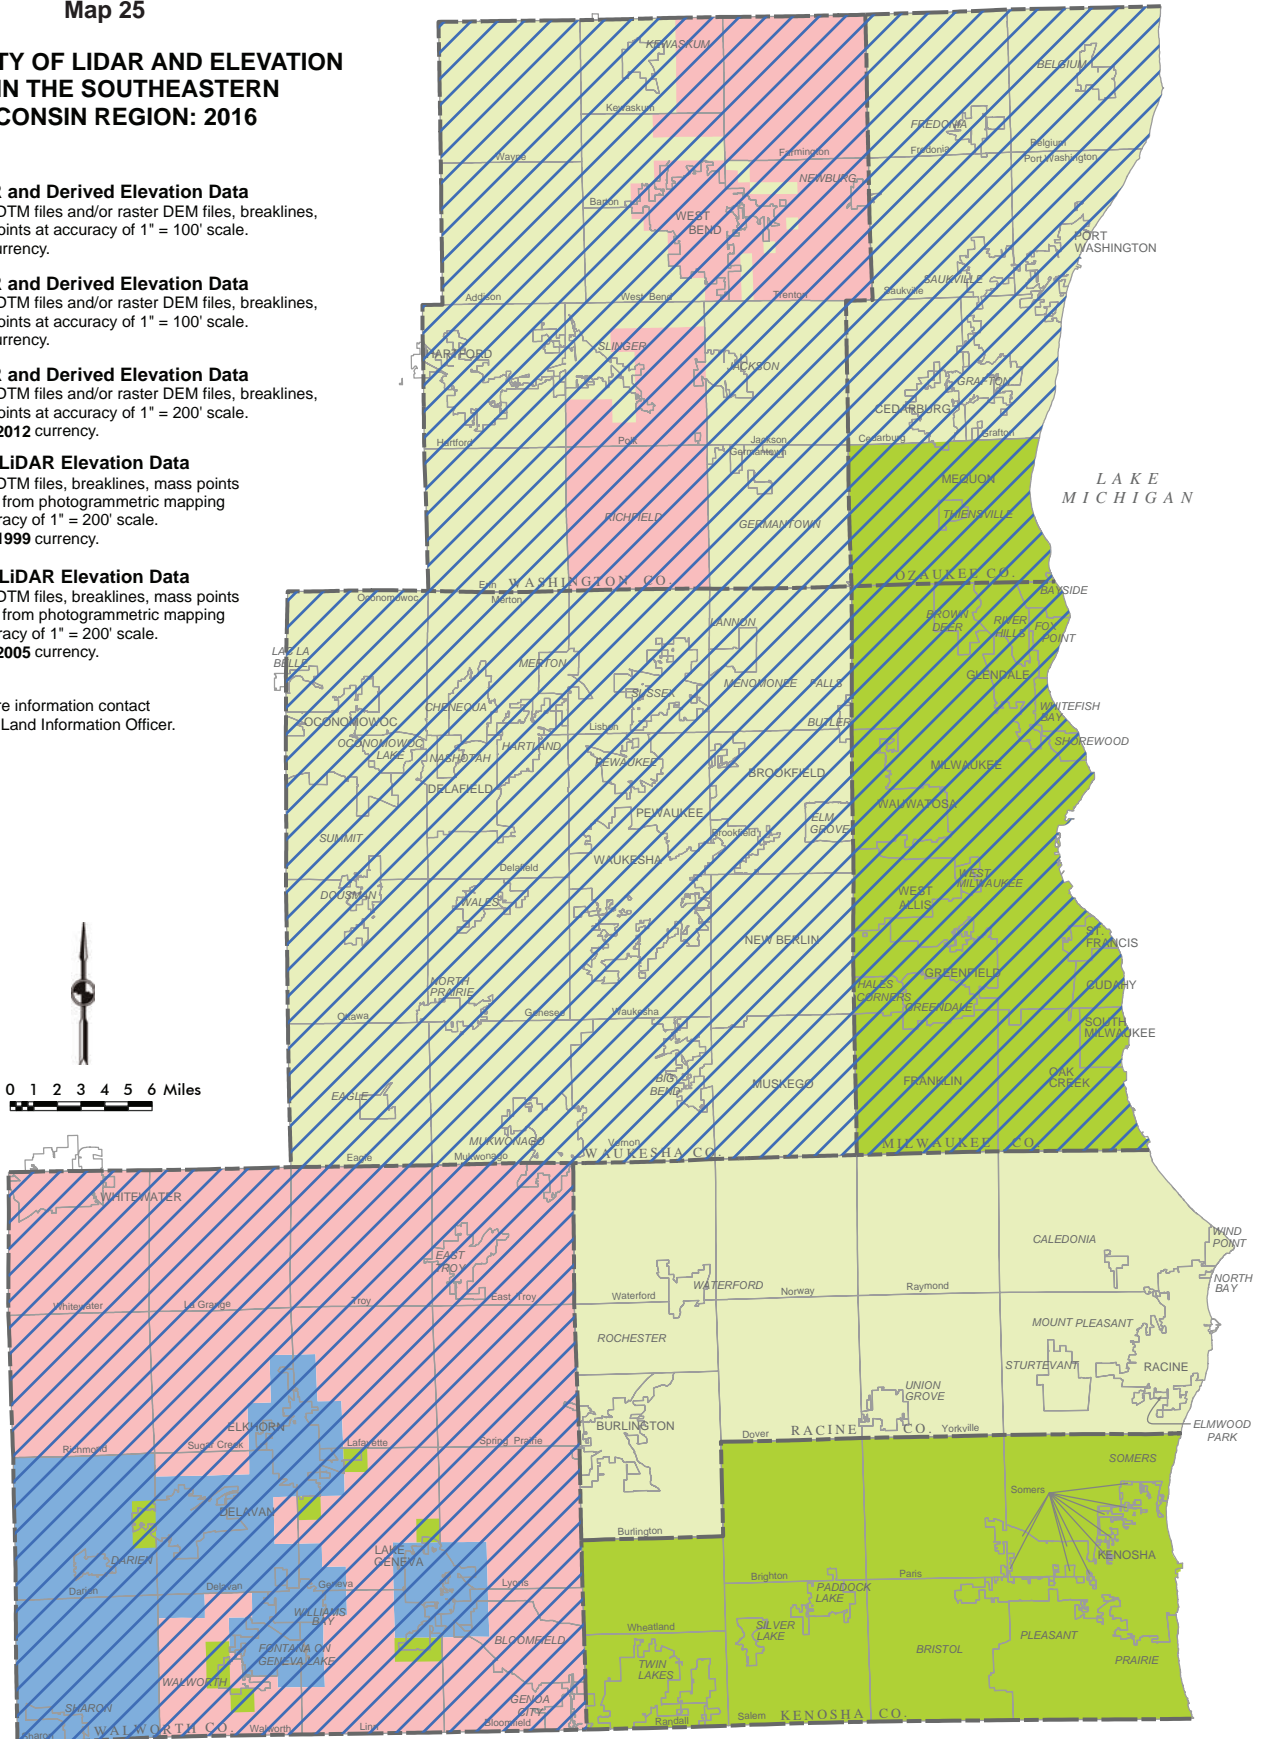 Map 25
TY OF LIDAR AND ELEVATION
IN THE SOUTHEASTERN
CONSIN REGION: 2016
R and Derived Elevation Data
DTM files and/or raster DEM files, breaklines,
oints at accuracy of 1" = 100' scale.
urrency.
R and Derived Elevation Data
DTM files and/or raster DEM files, breaklines,
oints at accuracy of 1" = 100' scale.
urrency.
R and Derived Elevation Data
DTM files and/or raster DEM files, breaklines,
oints at accuracy of 1" = 200' scale.
2012 currency.
LiDAR Elevation Data
DTM files, breaklines, mass points
from photogrammetric mapping
racy of 1" = 200' scale.
1999 currency.
LiDAR Elevation Data
DTM files, breaklines, mass points
from photogrammetric mapping
racy of 1" = 200' scale.
2005 currency.
re information contact
Land Information Officer.
0 1 2 3 4 5 6 Miles
KEWASKUM
BELGIUM
Kewaskum
FREDONIA
Wayne
Farmington
Fredonia
Belgium
Port Washington
NEWBURG
Barton
WEST
BEND
PORT
WASHINGTON
SAUKVILLE
Saukville
Addison
West Bend
Trenton
HARTFORD
SLINGER
JACKSON
GRAFTON
CEDARBURG
Hartford
Polk
Jackson
Germantown
Cedarburg
Grafton
MEQUON
LAKE
MICHIGAN
THIENSVILLE
RICHFIELD
GERMANTOWN
Erin
WASHINGTON CO.
OZAUKEE CO.
Oconomowoc
Merton
BAYSIDE
BROWN
DEER
RIVER
HILLS
FOX
POINT
LANNON
LAC LA
BELLE
MERTON
GLENDALE
MENOMONEE FALLS
SUSSEX
CHENEQUA
WHITEFISH
BAY
OCONOMOWOC
Lisbon
BUTLER
SHOREWOOD
OCONOMOWOC
LAKE
NASHOTAH
HARTLAND
PEWAUKEE
BROOKFIELD
MILWAUKEE
DELAFIELD
WAUWATOSA
PEWAUKEE
ELM
GROVE
Brookfield
SUMMIT
WAUKESHA
Delafield
WEST
MILWAUKEE
DOUSMAN
WALES
WEST
ALLIS
NEW BERLIN
ST.
FRANCIS
NORTH
PRAIRIE
GREENFIELD
HALES
CORNERS
CUDAHY
GREENDALE
Ottawa
Genesee
Waukesha
SOUTH
MILWAUKEE
BIG
BEND
MUSKEGO
FRANKLIN
OAK
CREEK
EAGLE
MUKWONAGO
Vernon
Eagle
Mukwonago
WAUKESHA CO.
MILWAUKEE CO.
WHITEWATER
EAST
TROY
CALEDONIA
WIND
POINT
NORTH
BAY
Whitewater
La Grange
Troy
East Troy
Waterford
WATERFORD
Norway
Raymond
ROCHESTER
MOUNT PLEASANT
STURTEVANT
RACINE
UNION
GROVE
ELKHORN
BURLINGTON
ELMWOOD
PARK
Richmond
Sugar Creek
Lafayette
Spring Prairie
Dover
RACINE CO.
Yorkville
SOMERS
Somers
DELAVAN
Burlington
DARIEN
LAKE
GENEVA
KENOSHA
Darien
Delavan
Geneva
Lyons
Brighton
Paris
PADDOCK
LAKE
WILLIAMS
BAY
SILVER
LAKE
Wheatland
FONTANA ON
GENEVA LAKE
BLOOMFIELD
PLEASANT
PRAIRIE
BRISTOL
TWIN
LAKES
WALWORTH
SHARON
GENOA
CITY
Sharon
WALWORTH CO.
Walworth
Linn
Bloomfield
Randall
Salem
KENOSHA CO.